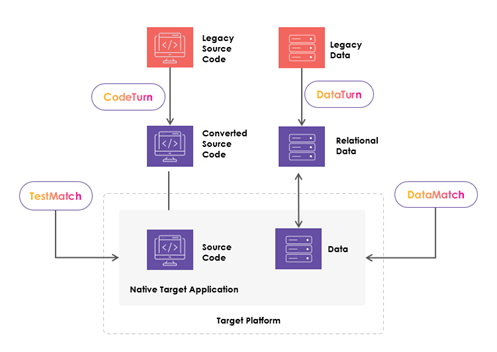 Legacy
Source
Code
Legacy
Data
CodeTurn
DataTurn
Converted
Source
Code
Relational
Data
TestMatch
DataMatch
Source
Code
Data
Native Target Application
Target Platform